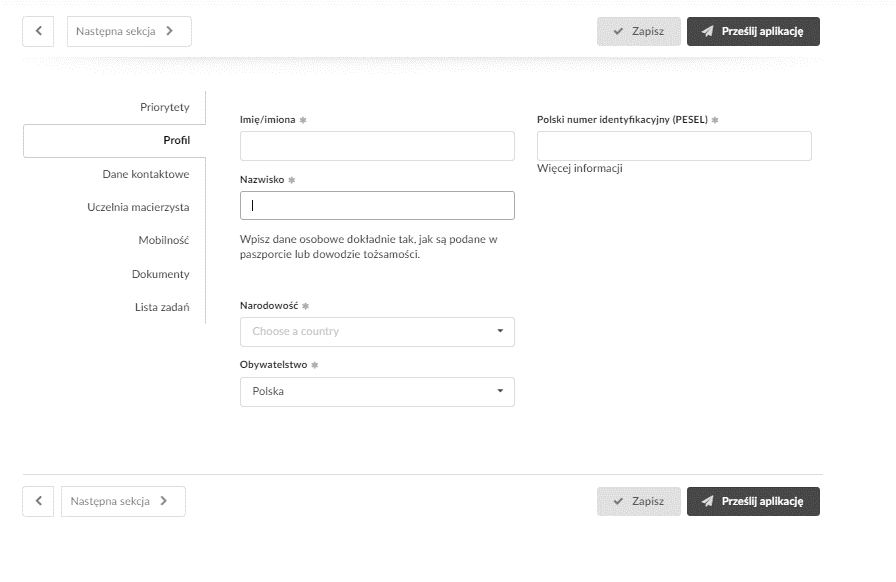 Następna sekcja
Zapisz
Prześlij aplikację
Priorytety
Profil
Dane kontaktowe
Uczelnia macierzysta
Mobilność
Dokumenty
Lista zadań
Imię/imiona ✱
Polski numer identyfikacyjny (PESEL) ✱
Więcej informacji
Nazwisko ✱
Wpisz dane osobowe dokładnie tak, jak są podane w
paszporcie lub dowodzie tożsamości.
Narodowość ✱
Choose a country
Obywatelstwo ✱
Polska
Następna sekcja
Zapisz
Prześlij aplikację